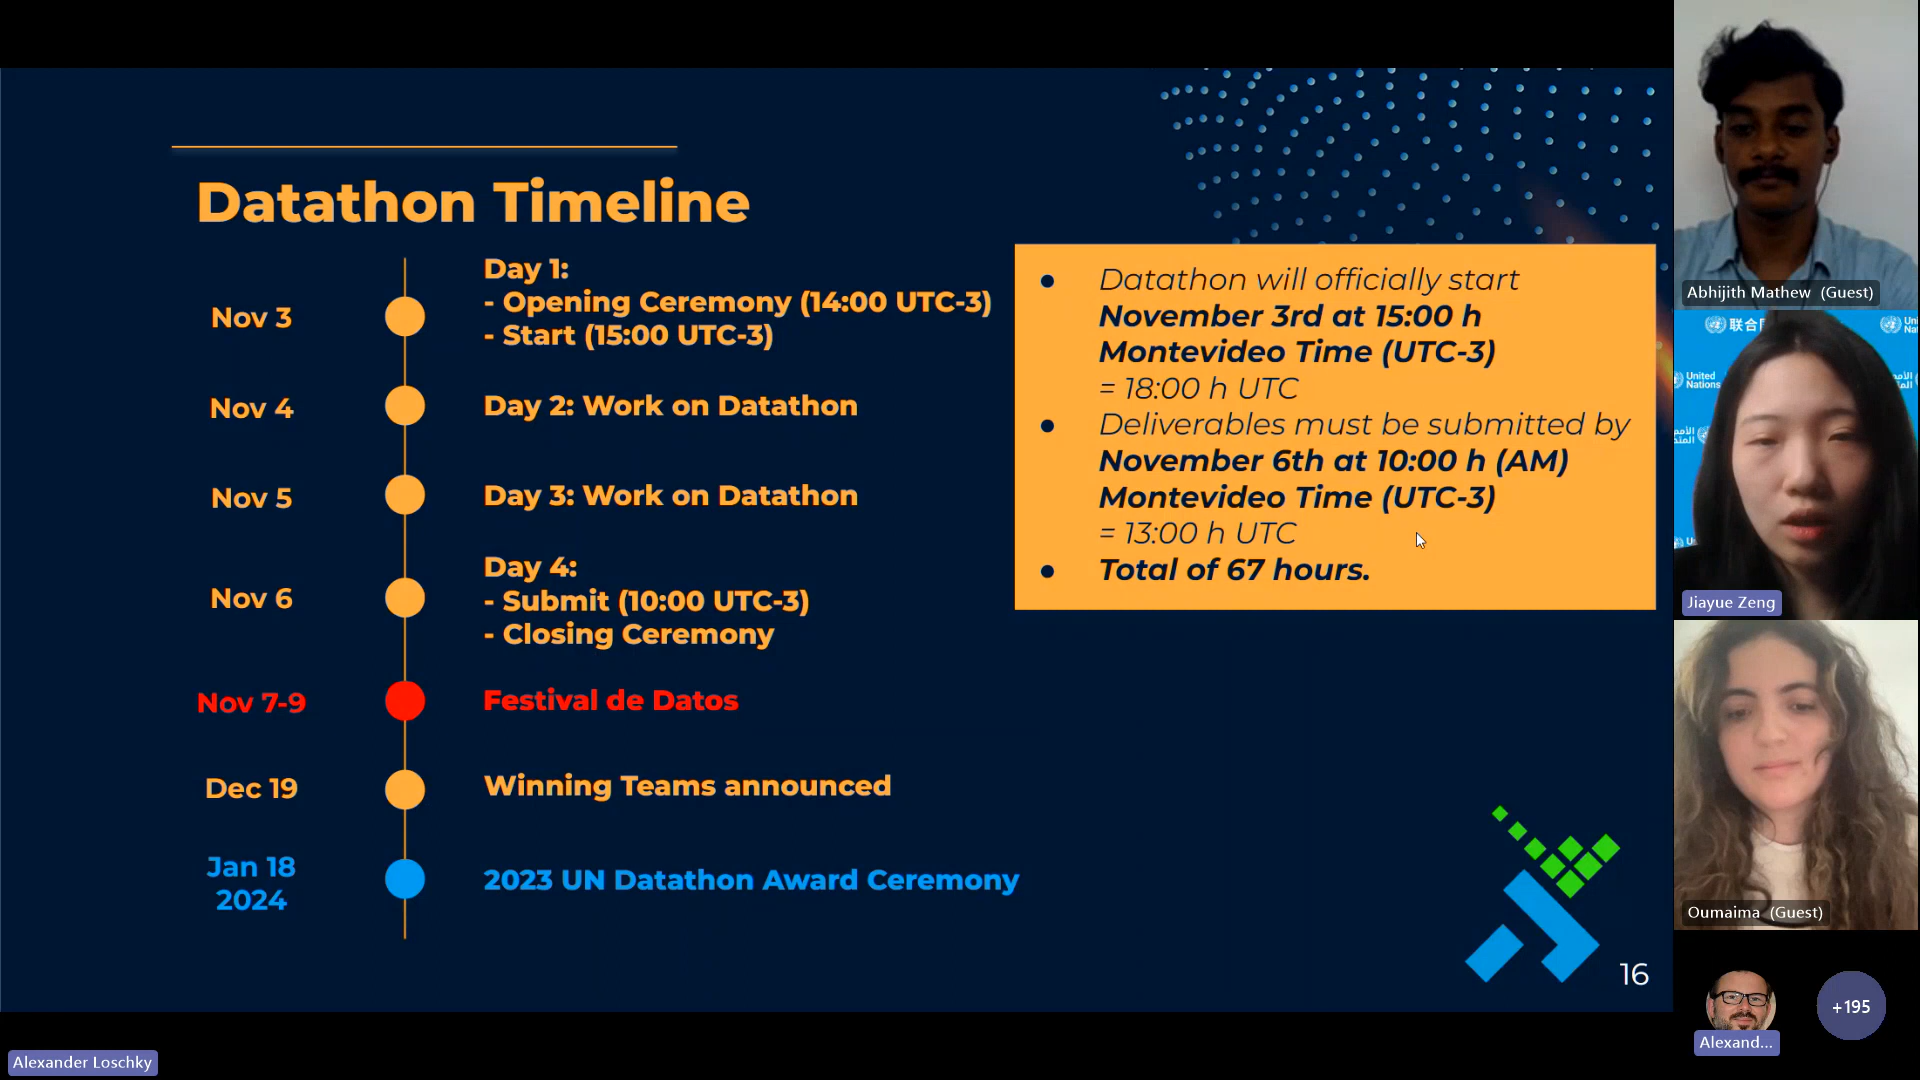 Datathon Timeline
Nov 3
Day 1:
- Opening Ceremony (14:00 UTC-3)
- Start (15:00 UTC-3)
Nov 4
Day 2: Work on Datathon
Nov 5
Day 3: Work on Datathon
Nov 6
Day 4:
- Submit (10:00 UTC-3)
- Closing Ceremony
Nov 7-9
Festival de Datos
Dec 19
Winning Teams announced
Jan 18
2024
2023 UN Datathon Award Ceremony
• Datathon will officially start
November 3rd at 15:00 h
Montevideo Time (UTC-3)
= 18:00 h UTC
• Deliverables must be submitted by
November 6th at 10:00 h (AM)
Montevideo Time (UTC-3)
= 13:00 h UTC
• Total of 67 hours.
16
Abhijith Mathew (Guest)
联合
United
Nations
Jiayue Zeng
Oumaima (Guest)
Alexand...
+195
Alexander Loschky